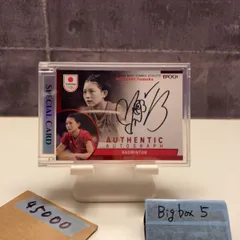 SPECIAL CARD
EPOCH
AUTHENTIC
AUTOGRAPH
BADMINTON
45000
Big box 5